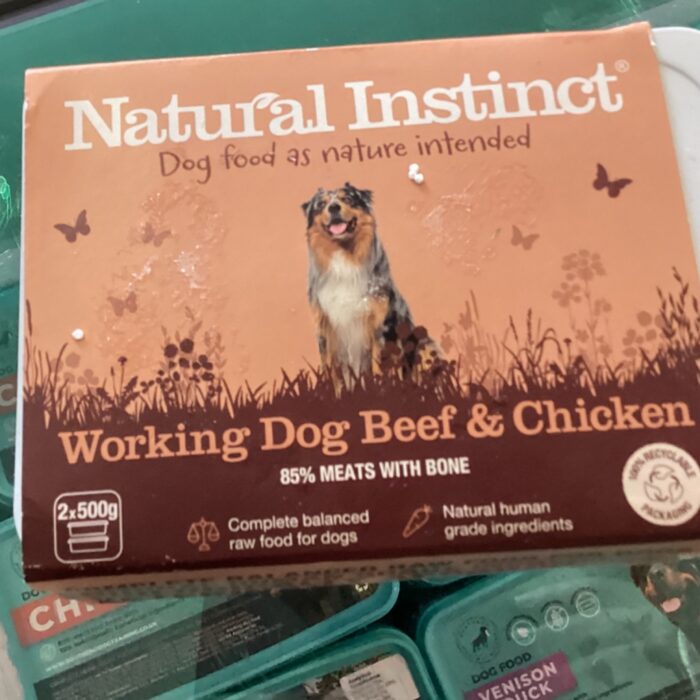 Natural Instinct®
Dog food as nature intended
Working Dog Beef & Chicken
85% MEATS WITH BONE
2x500g
Complete balanced
raw food for dogs
Natural human
grade ingredients
100% RECYCLABLE
PACKAGING
DOG FOOD
VENISON